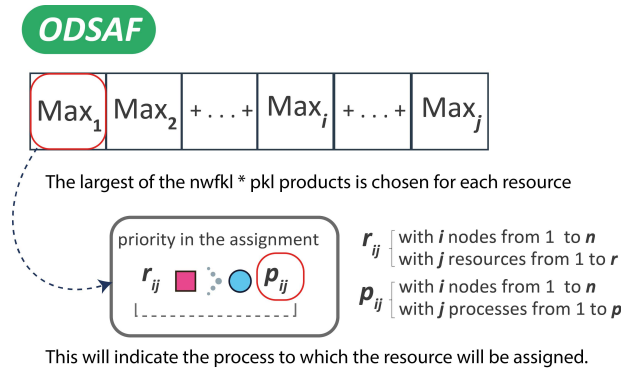 ODSAF
Max1 Max2 +...+ Maxi +...+ Maxj
The largest of the nwfkl * pkl products is chosen for each resource
priority in the assignment
rij pij
rij with i nodes from 1 to n
with j resources from 1 to r
pij with i nodes from 1 to n
with j processes from 1 to p
This will indicate the process to which the resource will be assigned.